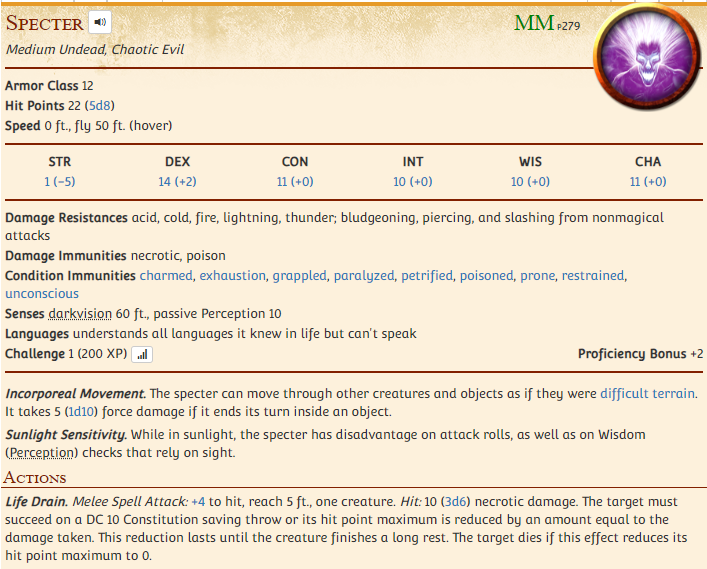 Specter MM P279
Medium Undead, Chaotic Evil
Armor Class 12
Hit Points 22 (5d8)
Speed 0 ft., fly 50 ft. (hover)
STR DEX CON INT WIS CHA
1 (−5) 14 (+2) 11 (+0) 10 (+0) 10 (+0) 11 (+0)
Damage Resistances acid, cold, fire, lightning, thunder; bludgeoning, piercing, and slashing from nonmagical
attacks
Damage Immunities necrotic, poison
Condition Immunities charmed, exhaustion, grappled, paralyzed, petrified, poisoned, prone, restrained,
unconscious
Senses darkvision 60 ft., passive Perception 10
Languages understands all languages it knew in life but can't speak
Challenge 1 (200 XP) Proficiency Bonus +2
Incorporeal Movement. The specter can move through other creatures and objects as if they were difficult terrain.
It takes 5 (1d10) force damage if it ends its turn inside an object.
Sunlight Sensitivity. While in sunlight, the specter has disadvantage on attack rolls, as well as on Wisdom
(Perception) checks that rely on sight.
Actions
Life Drain. Melee Spell Attack: +4 to hit, reach 5 ft., one creature. Hit: 10 (3d6) necrotic damage. The target must
succeed on a DC 10 Constitution saving throw or its hit point maximum is reduced by an amount equal to the
damage taken. This reduction lasts until the creature finishes a long rest. The target dies if this effect reduces its
hit point maximum to 0.